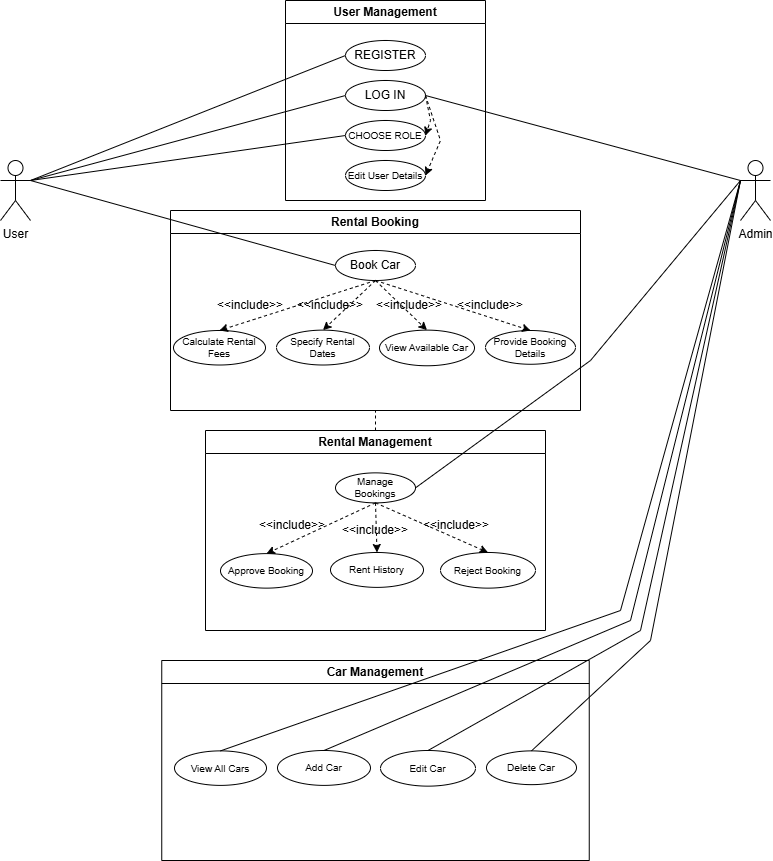 User Management
REGISTER
LOG IN
CHOOSE ROLE
Edit User Details
User
Admin
Rental Booking
Book Car
<<include>> <<include>> <<include>> <<include>>
Calculate Rental
Fees
Specify Rental
Dates
View Available Car
Provide Booking
Details
Rental Management
Manage
Bookings
<<include>> <<include>> <<include>>
Approve Booking
Rent History
Reject Booking
Car Management
View All Cars
Add Car
Edit Car
Delete Car